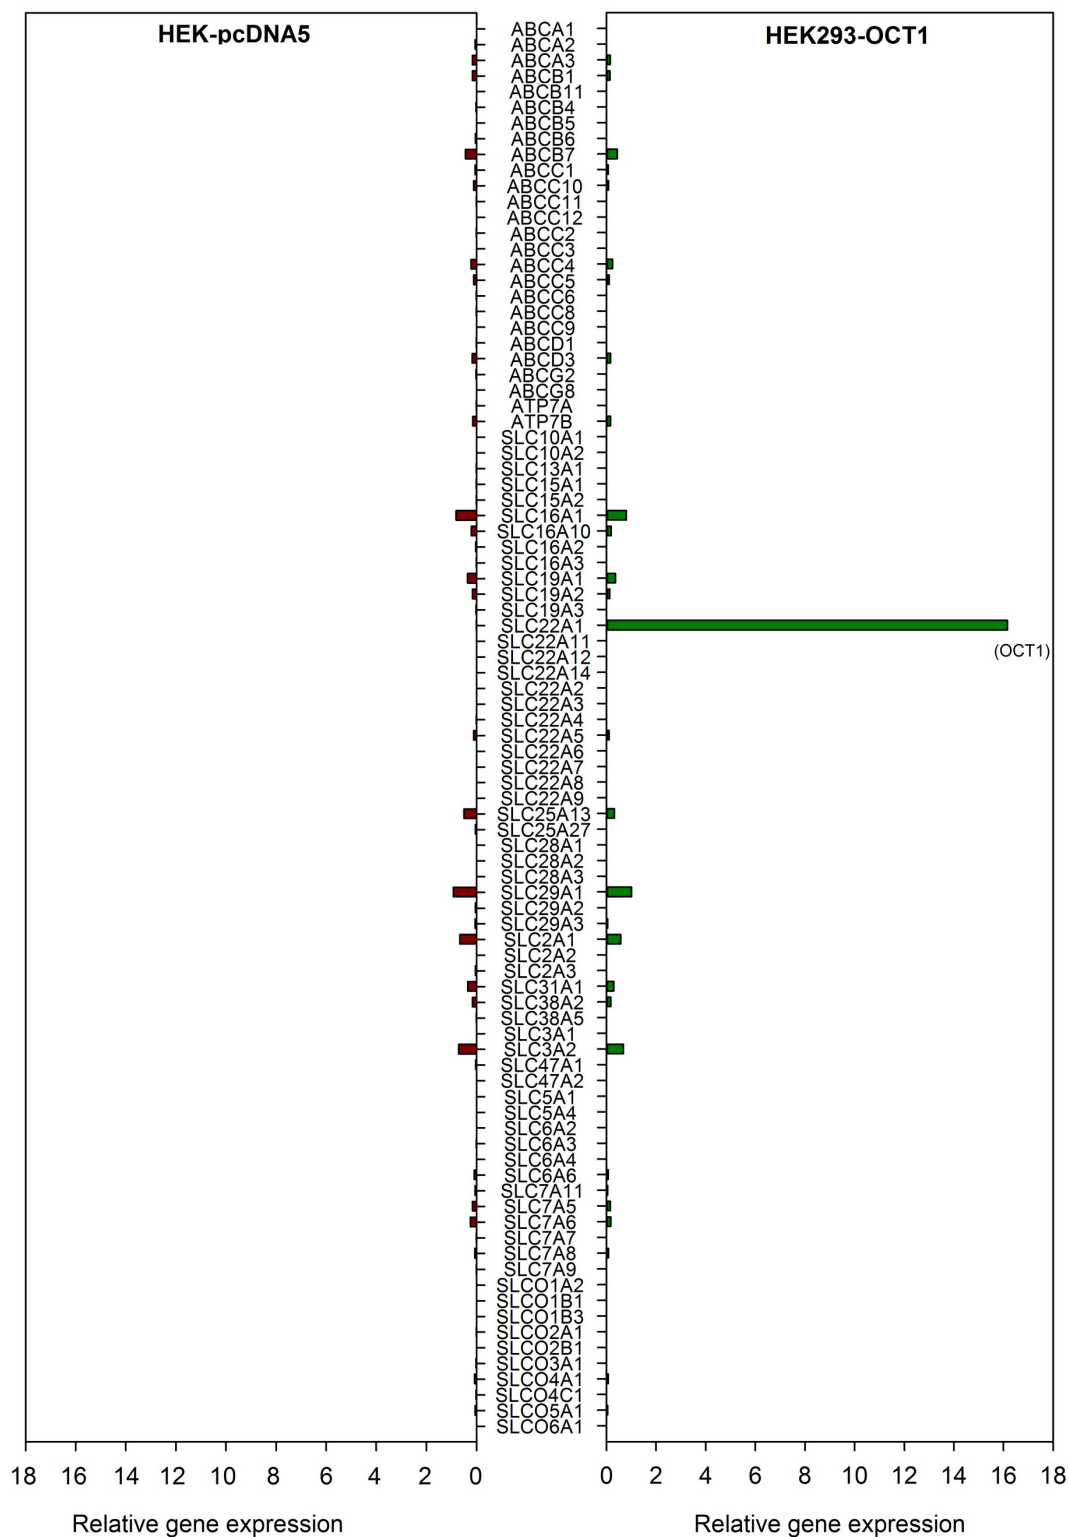 HEK-pcDNA5
HEK293-OCT1
ABCA1
ABCA2
ABCA3
ABCB1
ABCB11
ABCB4
ABCB5
ABCB6
ABCB7
ABCC1
ABCC10
ABCC11
ABCC12
ABCC2
ABCC3
ABCC4
ABCC5
ABCC6
ABCC8
ABCC9
ABCD1
ABCD3
ABCG2
ABCG8
ATP7A
ATP7B
SLC10A1
SLC10A2
SLC13A1
SLC15A1
SLC15A2
SLC16A1
SLC16A10
SLC16A2
SLC16A3
SLC19A1
SLC19A2
SLC19A3
SLC22A1
(OCT1)
SLC22A11
SLC22A12
SLC22A14
SLC22A2
SLC22A3
SLC22A4
SLC22A5
SLC22A6
SLC22A7
SLC22A8
SLC22A9
SLC25A13
SLC25A27
SLC28A1
SLC28A2
SLC28A3
SLC29A1
SLC29A2
SLC29A3
SLC2A1
SLC2A2
SLC2A3
SLC31A1
SLC38A2
SLC38A5
SLC3A1
SLC3A2
SLC47A1
SLC47A2
SLC5A1
SLC5A4
SLC6A2
SLC6A3
SLC6A4
SLC6A6
SLC7A11
SLC7A5
SLC7A6
SLC7A7
SLC7A8
SLC7A9
SLCO1A2
SLCO1B1
SLCO1B3
SLCO2A1
SLCO2B1
SLCO3A1
SLCO4A1
SLCO4C1
SLCO5A1
SLCO6A1
18 16 14 12 10 8 6 4 2 0
0 2 4 6 8 10 12 14 16 18
Relative gene expression
Relative gene expression